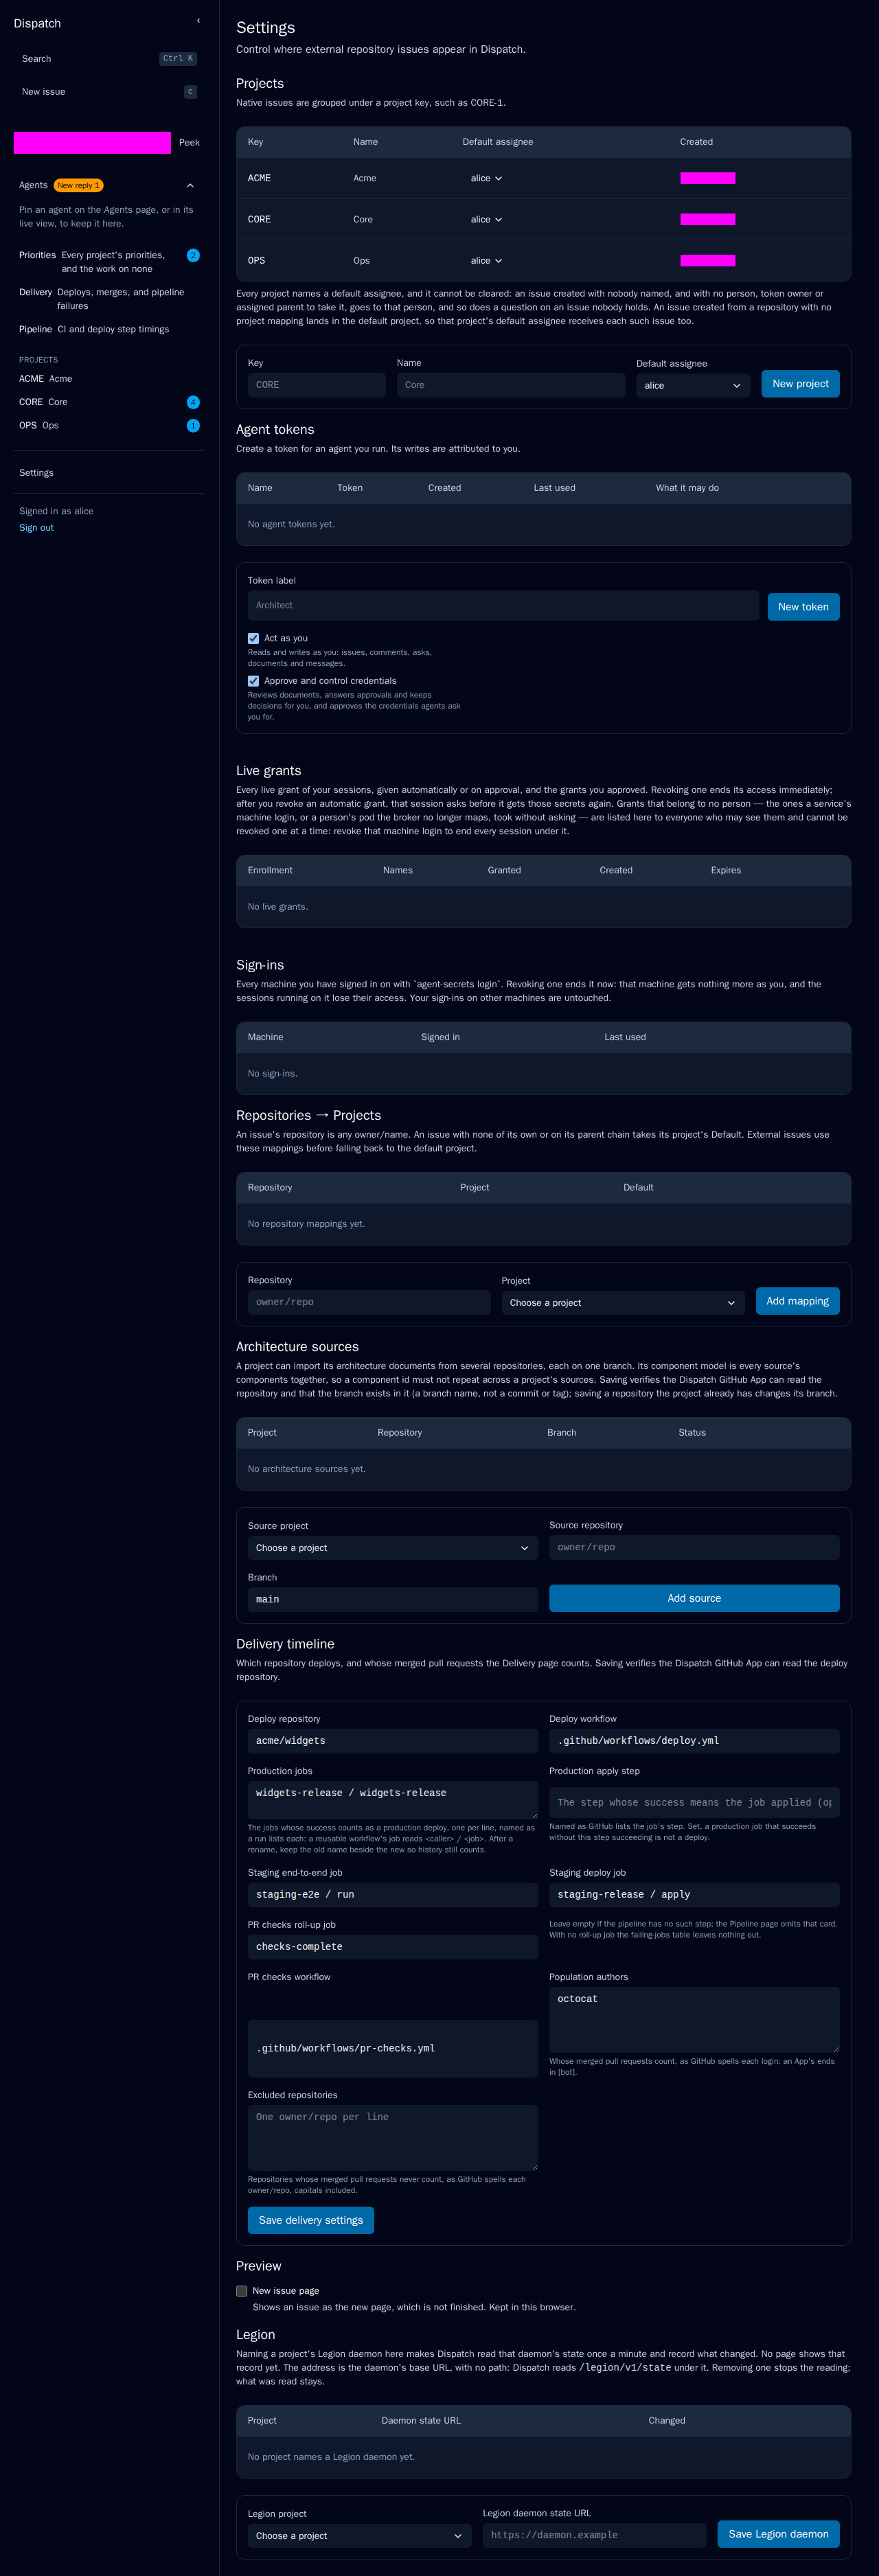 Dispatch
Search
Ctrl K
New issue
c
Peek
Agents
New reply 1
Pin an agent on the Agents page, or in its
live view, to keep it here.
Priorities
Every project's priorities,
and the work on none
2
Delivery
Deploys, merges, and pipeline
failures
Pipeline
CI and deploy step timings
PROJECTS
ACME Acme
CORE Core
4
OPS Ops
1
Settings
Signed in as alice
Sign out
Settings
Control where external repository issues appear in Dispatch.
Projects
Native issues are grouped under a project key, such as CORE-1.
Key Name Default assignee Created
ACME Acme alice
CORE Core alice
OPS Ops alice
Every project names a default assignee, and it cannot be cleared: an issue created with nobody named, and with no person, token owner or
assigned parent to take it, goes to that person, and so does a question on an issue nobody holds. An issue created from a repository with no
project mapping lands in the default project, so that project's default assignee receives each such issue too.
Key Name Default assignee
CORE Core alice New project
Agent tokens
Create a token for an agent you run. Its writes are attributed to you.
Name Token Created Last used What it may do
No agent tokens yet.
Token label
Architect
New token
Act as you
Reads and writes as you: issues, comments, asks,
documents and messages.
Approve and control credentials
Reviews documents, answers approvals and keeps
decisions for you, and approves the credentials agents ask
you for.
Live grants
Every live grant of your sessions, given automatically or on approval, and the grants you approved. Revoking one ends its access immediately;
after you revoke an automatic grant, that session asks before it gets those secrets again. Grants that belong to no person — the ones a service's
machine login, or a person's pod the broker no longer maps, took without asking — are listed here to everyone who may see them and cannot be
revoked one at a time: revoke that machine login to end every session under it.
Enrollment Names Granted Created Expires
No live grants.
Sign-ins
Every machine you have signed in on with `agent-secrets login`. Revoking one ends it now: that machine gets nothing more as you, and the
sessions running on it lose their access. Your sign-ins on other machines are untouched.
Machine Signed in Last used
No sign-ins.
Repositories → Projects
An issue's repository is any owner/name. An issue with none of its own or on its parent chain takes its project's Default. External issues use
these mappings before falling back to the default project.
Repository Project Default
No repository mappings yet.
Repository Project
owner/repo Choose a project Add mapping
Architecture sources
A project can import its architecture documents from several repositories, each on one branch. Its component model is every source's
components together, so a component id must not repeat across a project's sources. Saving verifies the Dispatch GitHub App can read the
repository and that the branch exists in it (a branch name, not a commit or tag); saving a repository the project already has changes its branch.
Project Repository Branch Status
No architecture sources yet.
Source project Source repository
Choose a project owner/repo
Branch
main Add source
Delivery timeline
Which repository deploys, and whose merged pull requests the Delivery page counts. Saving verifies the Dispatch GitHub App can read the deploy
repository.
Deploy repository Deploy workflow
acme/widgets .github/workflows/deploy.yml
Production jobs Production apply step
widgets-release / widgets-release
The step whose success means the job applied (op
The jobs whose success counts as a production deploy, one per line, named as
a run lists each: a reusable workflow's job reads <caller> / <job>. After a
rename, keep the old name beside the new so history still counts.
Named as GitHub lists the job's step. Set, a production job that succeeds
without this step succeeding is not a deploy.
Staging end-to-end job Staging deploy job
staging-e2e / run staging-release / apply
PR checks roll-up job
checks-complete
Leave empty if the pipeline has no such step; the Pipeline page omits that card.
With no roll-up job the failing-jobs table leaves nothing out.
PR checks workflow Population authors
.github/workflows/pr-checks.yml
octocat
Whose merged pull requests count, as GitHub spells each login: an App's ends
in [bot].
Excluded repositories
One owner/repo per line
Repositories whose merged pull requests never count, as GitHub spells each
owner/repo, capitals included.
Save delivery settings
Preview
New issue page
Shows an issue as the new page, which is not finished. Kept in this browser.
Legion
Naming a project's Legion daemon here makes Dispatch read that daemon's state once a minute and record what changed. No page shows that
record yet. The address is the daemon's base URL, with no path: Dispatch reads /legion/v1/state under it. Removing one stops the reading;
what was read stays.
Project Daemon state URL Changed
No project names a Legion daemon yet.
Legion project Legion daemon state URL
Choose a project https://daemon.example Save Legion daemon